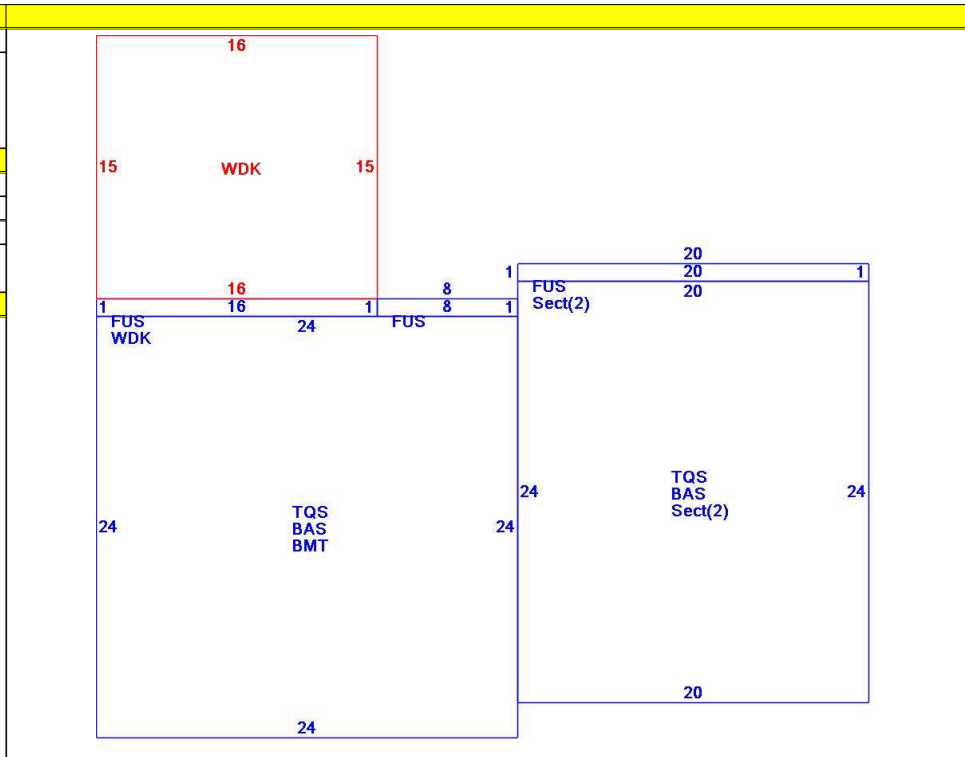 16
15 WDK 15
16
20
1 20 1
20
FUS
Sect(2)
8
1 16 1 8 1
FUS
WDK
24
FUS
24 TQS
BAS
BMT
24
24 TQS
BAS
Sect(2)
24
20
24